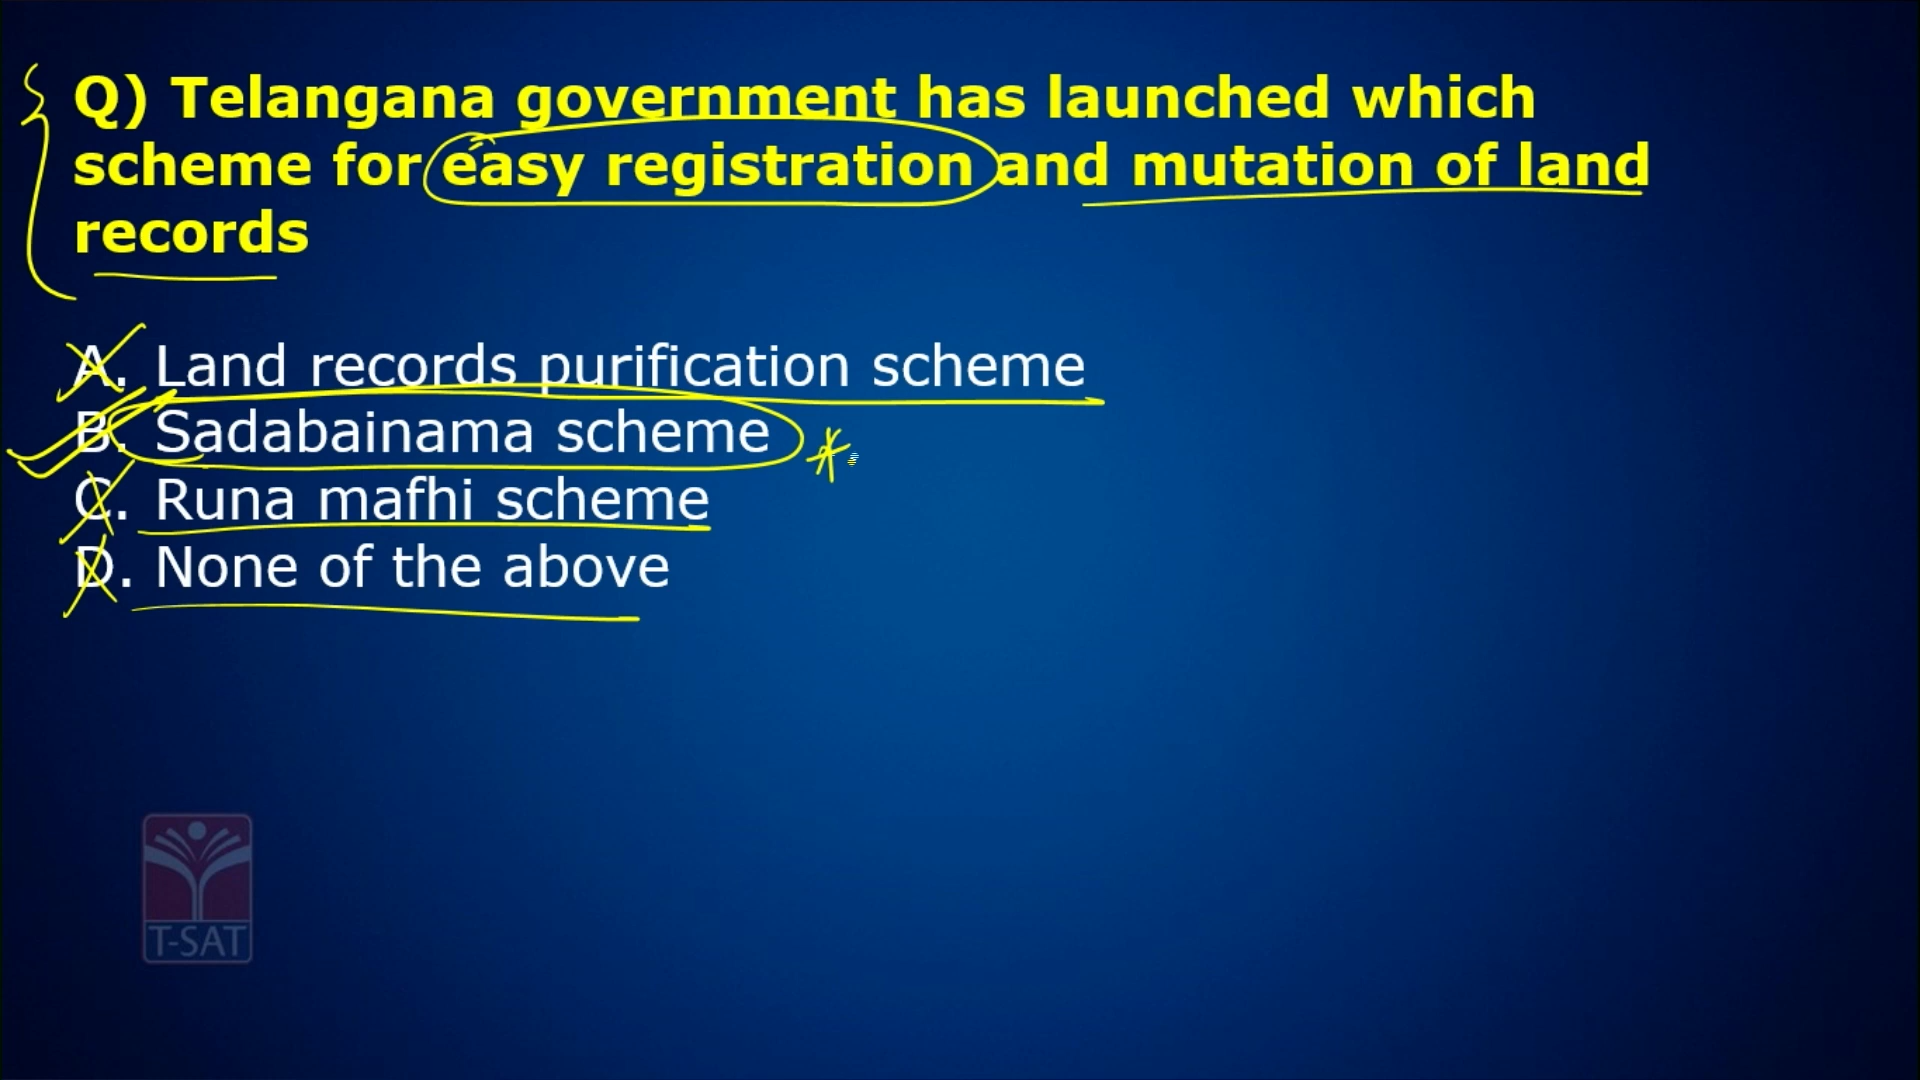 Q) Telangana government has launched which
scheme for easy registration and mutation of land
records
A. Land records purification scheme
B. Sadabainama scheme
C. Runa mafhi scheme
D. None of the above
T-SAT